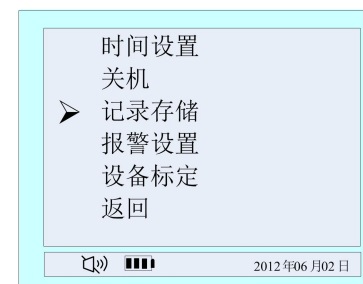 时间设置
关机
记录存储
报警设置
设备标定
返回
2012年06月02日